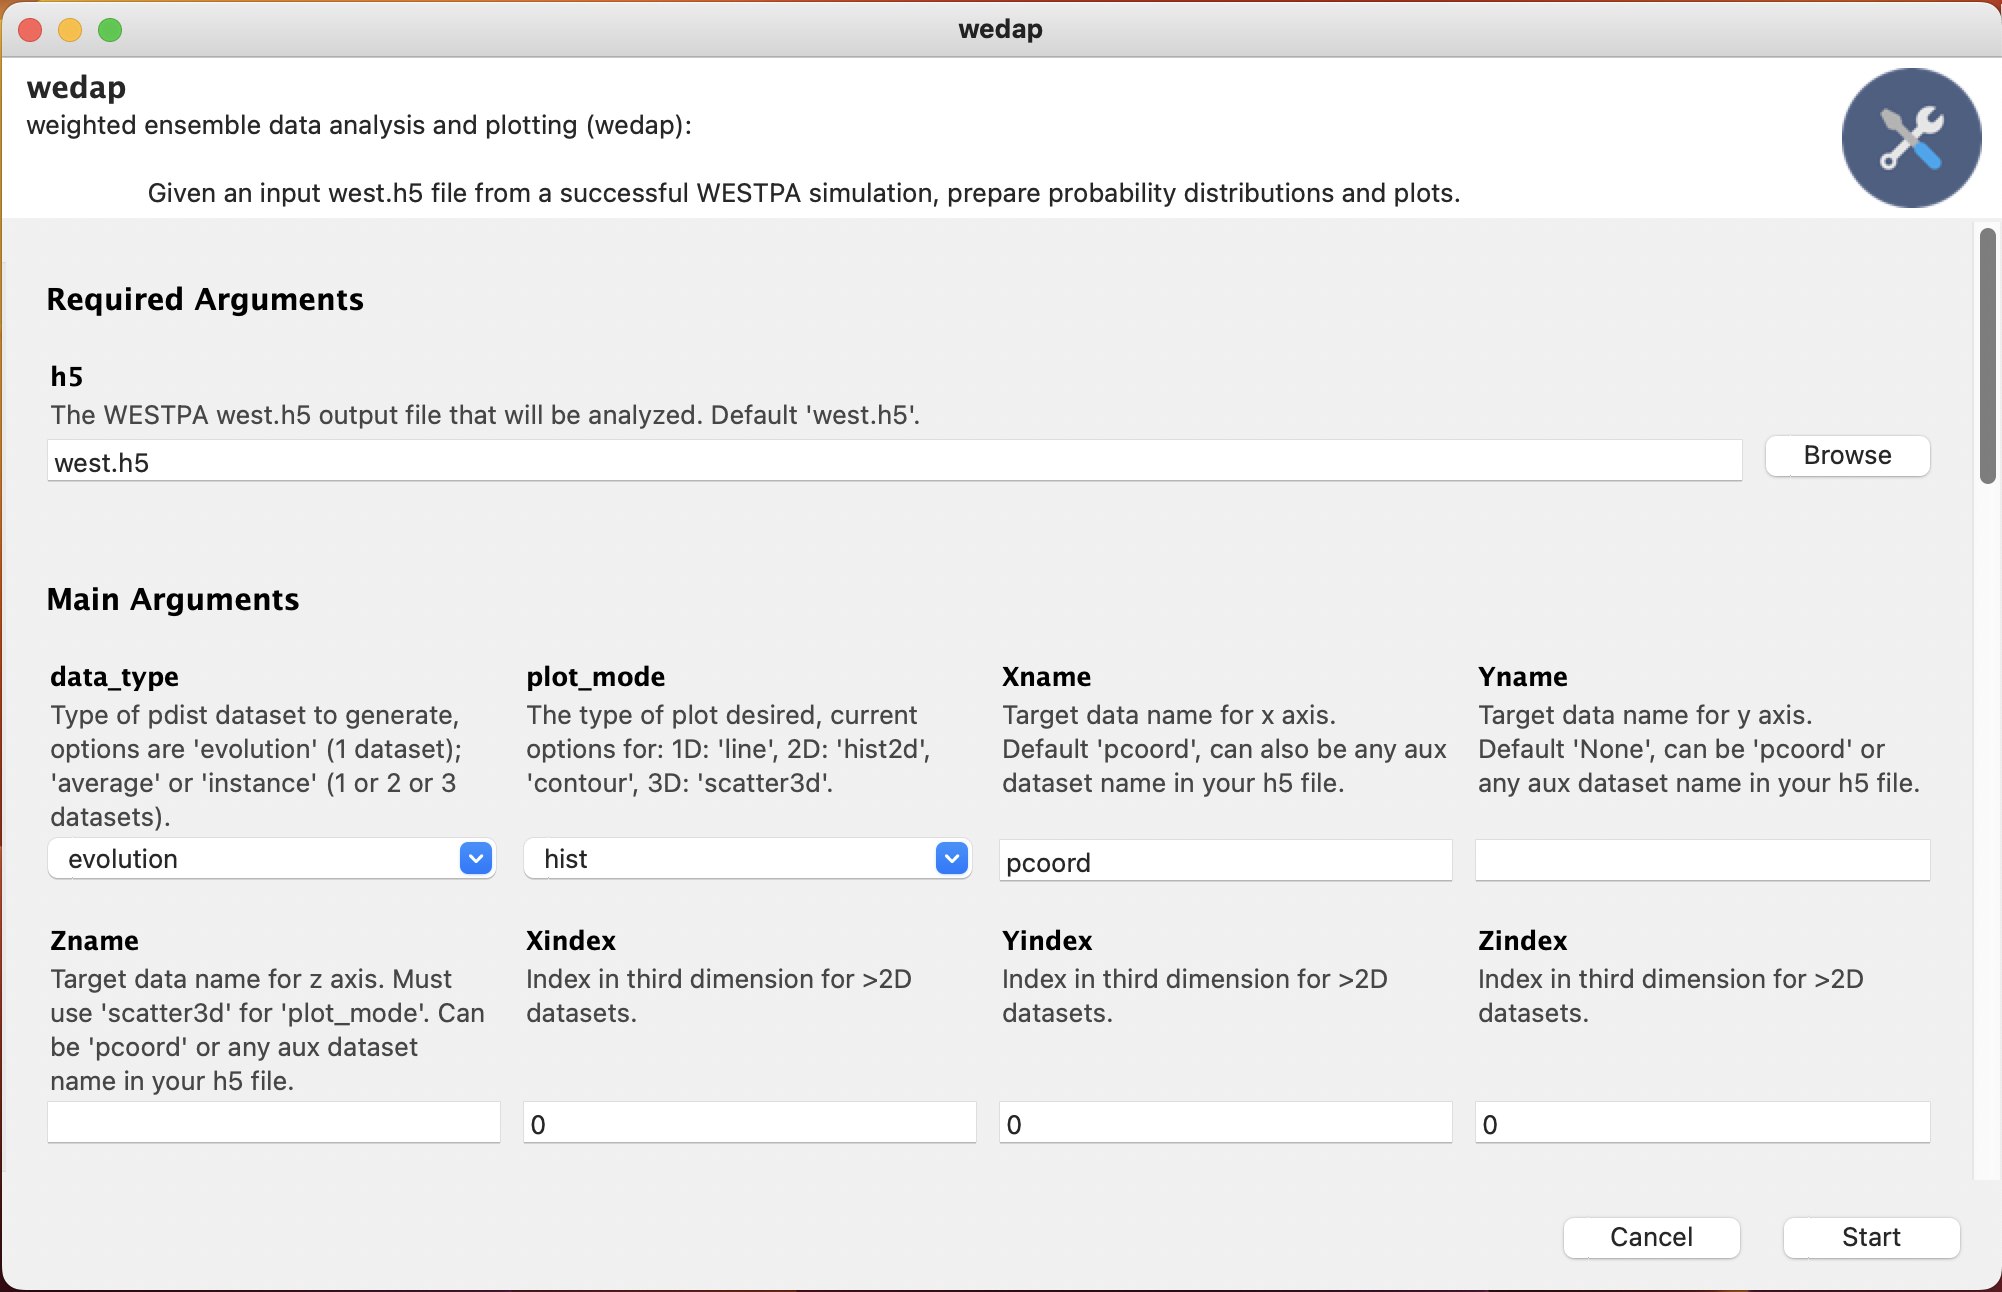 wedap
wedap
weighted ensemble data analysis and plotting (wedap):
Given an input west.h5 file from a successful WESTPA simulation, prepare probability distributions and plots.
Required Arguments
h5
The WESTPA west.h5 output file that will be analyzed. Default 'west.h5'.
west.h5
Browse
Main Arguments
data_type
Type of pdist dataset to generate,
options are 'evolution' (1 dataset);
'average' or 'instance' (1 or 2 or 3
datasets).
evolution
plot_mode
The type of plot desired, current
options for: 1D: 'line', 2D: 'hist2d',
'contour', 3D: 'scatter3d'.
hist
Xname
Target data name for x axis.
Default 'pcoord', can also be any aux
dataset name in your h5 file.
pcoord
Yname
Target data name for y axis.
Default 'None', can be 'pcoord' or
any aux dataset name in your h5 file.
Zname
Target data name for z axis. Must
use 'scatter3d' for 'plot_mode'. Can
be 'pcoord' or any aux dataset
name in your h5 file.
Xindex
Index in third dimension for >2D
datasets.
0
Yindex
Index in third dimension for >2D
datasets.
0
Zindex
Index in third dimension for >2D
datasets.
0
Cancel
Start